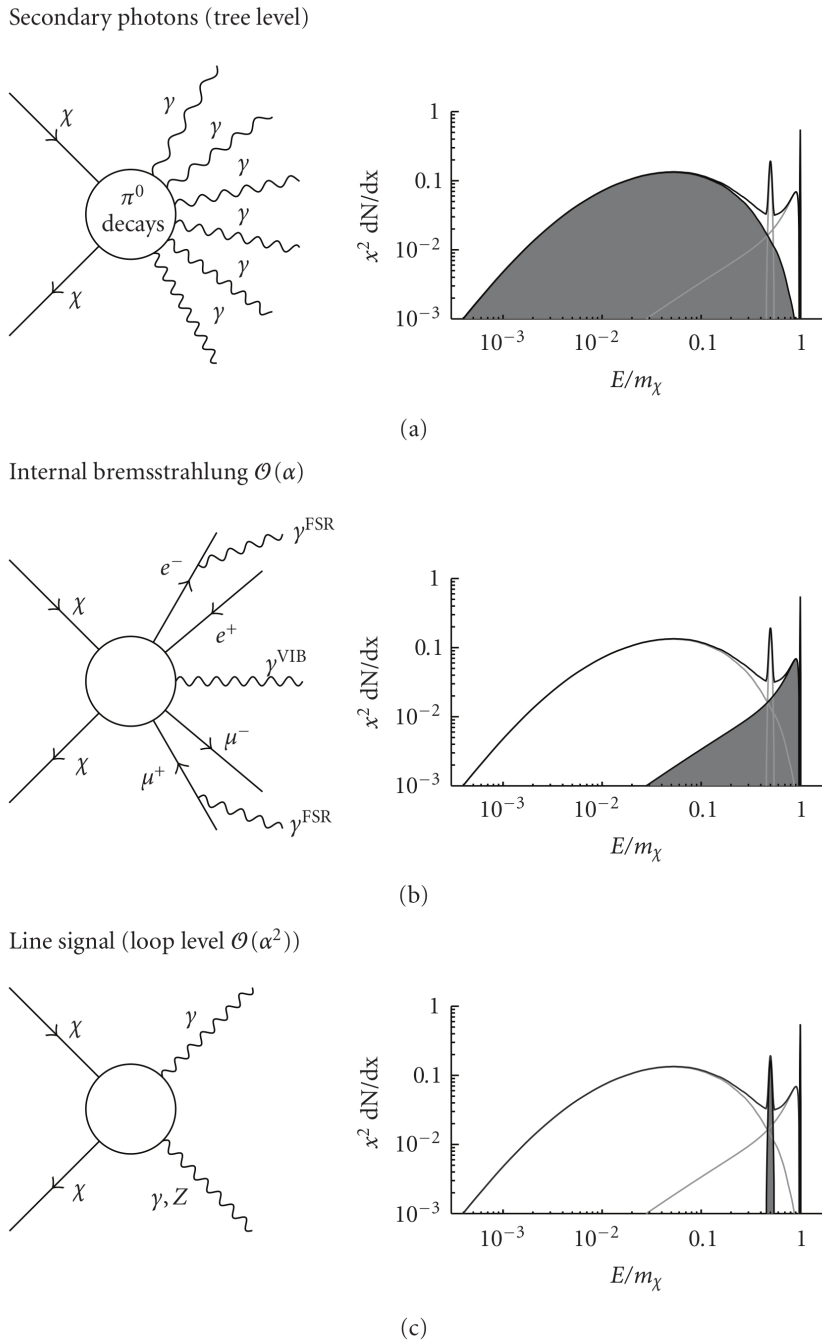 Secondary photons (tree level)
χ
χ
π⁰
decays
γ
γ
γ
γ
γ
γ
x² dN/dx
1
0.1
10⁻²
10⁻³
10⁻³
10⁻²
0.1
1
E/mχ
(a)
Internal bremsstrahlung 𝒪(α)
χ
χ
e⁻
γᶠˢᴿ
e⁺
γⱽᴵᴮ
μ⁻
μ⁺
γᶠˢᴿ
x² dN/dx
1
0.1
10⁻²
10⁻³
10⁻³
10⁻²
0.1
1
E/mχ
(b)
Line signal (loop level 𝒪(α²))
χ
χ
γ
γ, Z
x² dN/dx
1
0.1
10⁻²
10⁻³
10⁻³
10⁻²
0.1
1
E/mχ
(c)